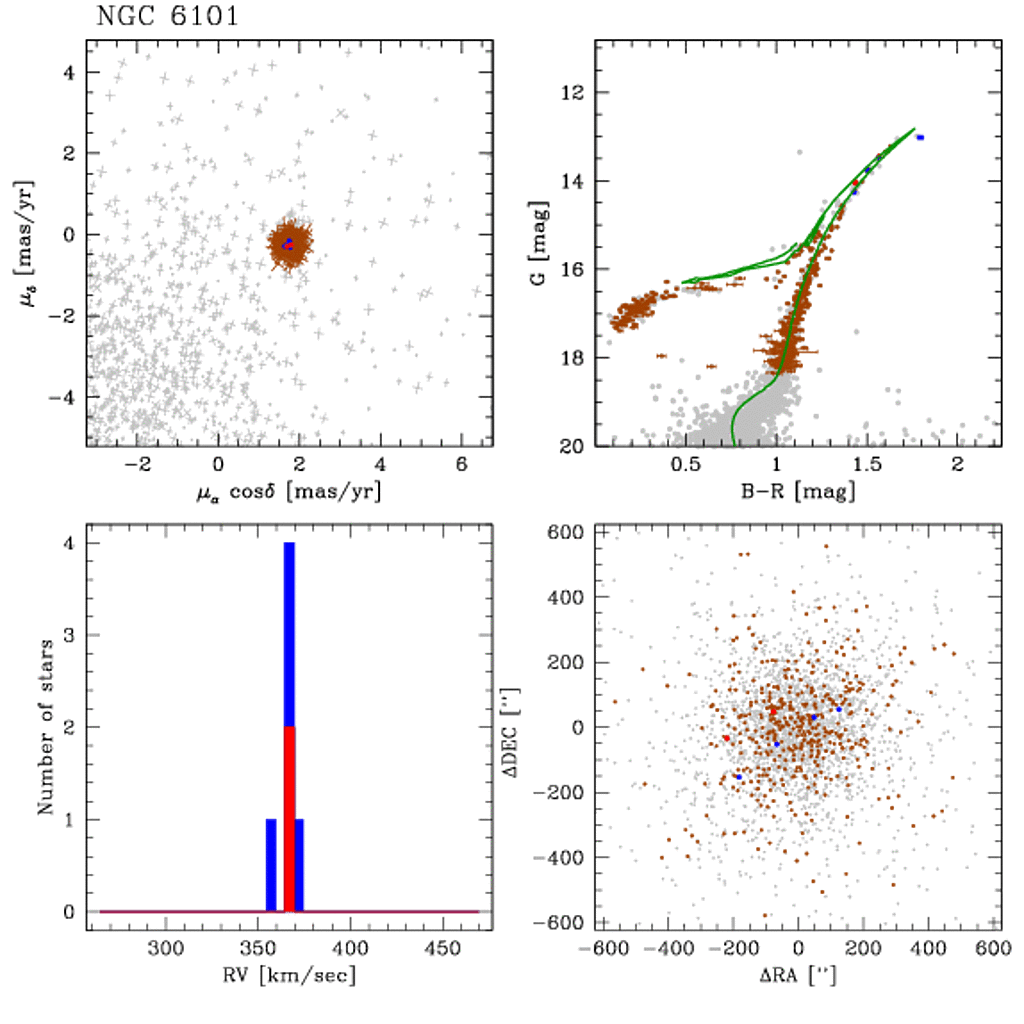 NGC 6101
4
2
0
−2
−4
μδ [mas/yr]
−2 0 2 4 6
μα cosδ [mas/yr]
12
14
16
18
20
G [mag]
0.5 1 1.5 2
B−R [mag]
4
3
2
1
0
Number of stars
300 350 400 450
RV [km/sec]
600
400
200
0
−200
−400
−600
ΔDEC [″]
−600 −400 −200 0 200 400 600
ΔRA [″]